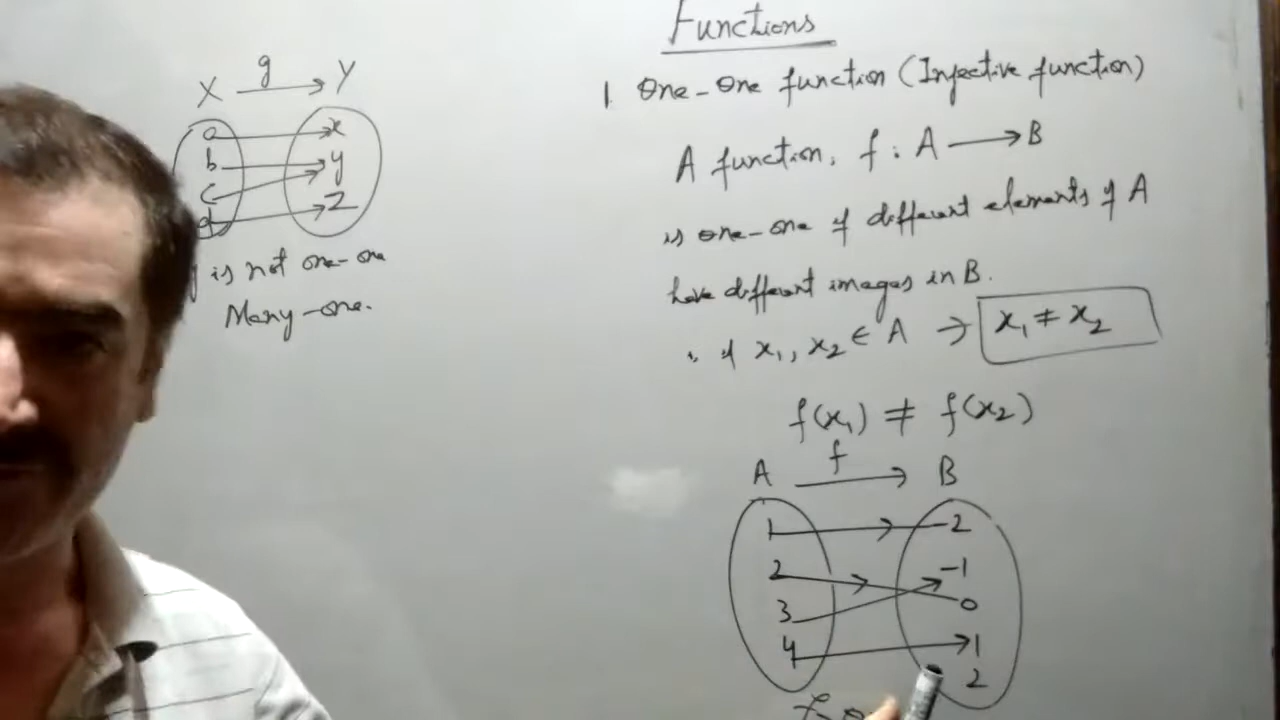 Functions
1. One-One function (Injective function)
A function, f : A → B
is one-one if different elements of A
have different images in B.
if x₁, x₂ ∈ A → x₁ ≠ x₂
f(x₁) ≠ f(x₂)
A f → B
1 -2
2 -1
3 0
4 1
2
X g → Y
a x
b y
c z
d
is not one-one
Many-one.